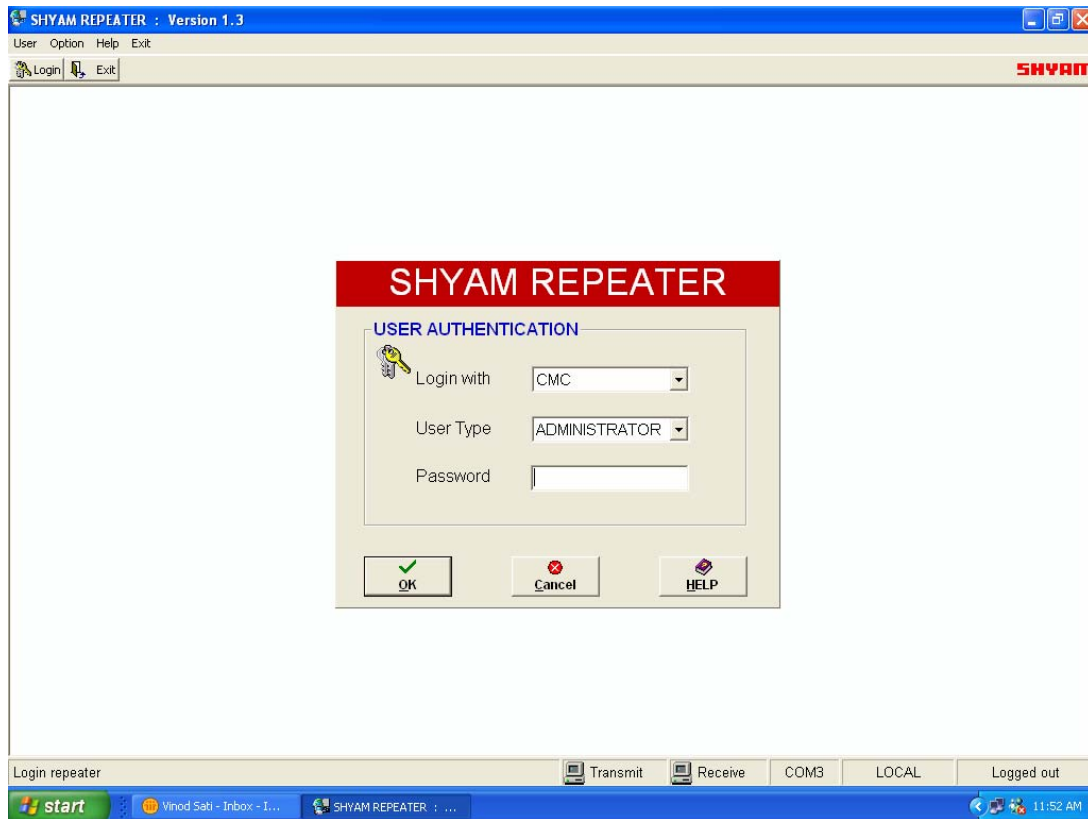 SHYAM REPEATER : Version 1.3
User Option Help Exit
Login Exit SHYAM
SHYAM REPEATER
USER AUTHENTICATION
Login with CMC
User Type ADMINISTRATOR
Password
OK Cancel HELP
Login repeater Transmit Receive COM3 LOCAL Logged out
start Vinod Sati - Inbox - I... SHYAM REPEATER : ... 11:52 AM